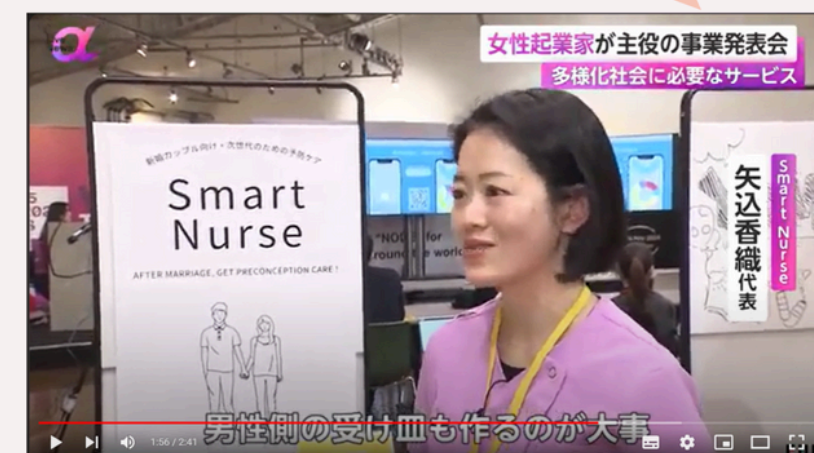 女性起業家が主役の事業発表会
多様化社会に必要なサービス
新婚カップル向け・次世代のための予防ケア
Smart
Nurse
AFTER MARRIAGE, GET PRECONCEPTION CARE!
for
round the world
Smart Nurse
矢込香織代表
男性側の受け皿も作るのが大事
1:56 / 2:41